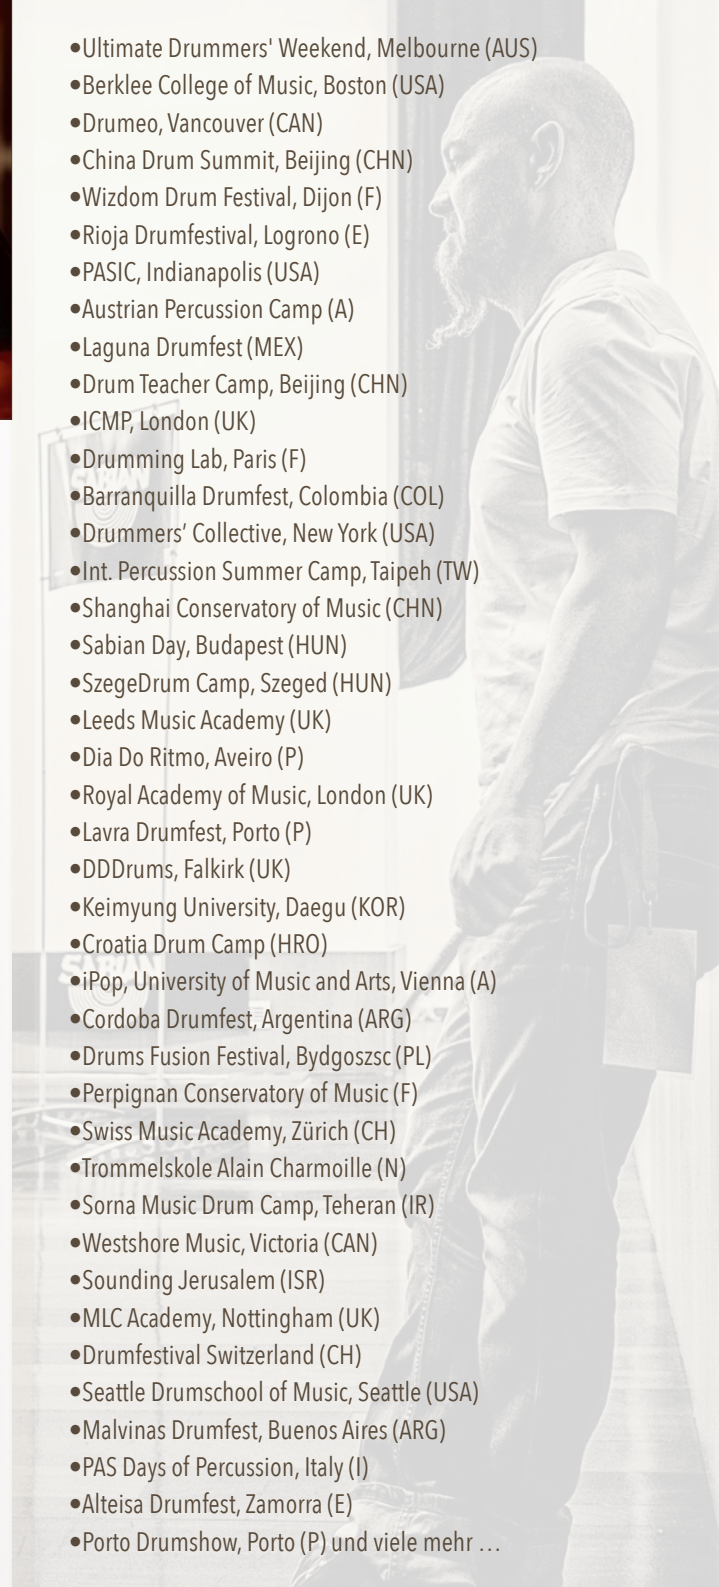 •Ultimate Drummers' Weekend, Melbourne (AUS)
•Berklee College of Music, Boston (USA)
•Drumeo, Vancouver (CAN)
•China Drum Summit, Beijing (CHN)
•Wizdom Drum Festival, Dijon (F)
•Rioja Drumfestival, Logrono (E)
•PASIC, Indianapolis (USA)
•Austrian Percussion Camp (A)
•Laguna Drumfest (MEX)
•Drum Teacher Camp, Beijing (CHN)
•ICMP, London (UK)
•Drumming Lab, Paris (F)
SABIAN
•Barranquilla Drumfest, Colombia (COL)
•Drummers’ Collective, New York (USA)
•Int. Percussion Summer Camp, Taipeh (TW)
•Shanghai Conservatory of Music (CHN)
•Sabian Day, Budapest (HUN)
•SzegeDrum Camp, Szeged (HUN)
•Leeds Music Academy (UK)
•Dia Do Ritmo, Aveiro (P)
•Royal Academy of Music, London (UK)
•Lavra Drumfest, Porto (P)
•DDDrums, Falkirk (UK)
•Keimyung University, Daegu (KOR)
•Croatia Drum Camp (HRO)
SABIAN
•iPop, University of Music and Arts, Vienna (A)
•Cordoba Drumfest, Argentina (ARG)
•Drums Fusion Festival, Bydgoszsc (PL)
•Perpignan Conservatory of Music (F)
•Swiss Music Academy, Zürich (CH)
•Trommelskole Alain Charmoille (N)
•Sorna Music Drum Camp, Teheran (IR)
•Westshore Music, Victoria (CAN)
•Sounding Jerusalem (ISR)
•MLC Academy, Nottingham (UK)
•Drumfestival Switzerland (CH)
•Seattle Drumschool of Music, Seattle (USA)
•Malvinas Drumfest, Buenos Aires (ARG)
•PAS Days of Percussion, Italy (I)
•Alteisa Drumfest, Zamorra (E)
•Porto Drumshow, Porto (P) und viele mehr …